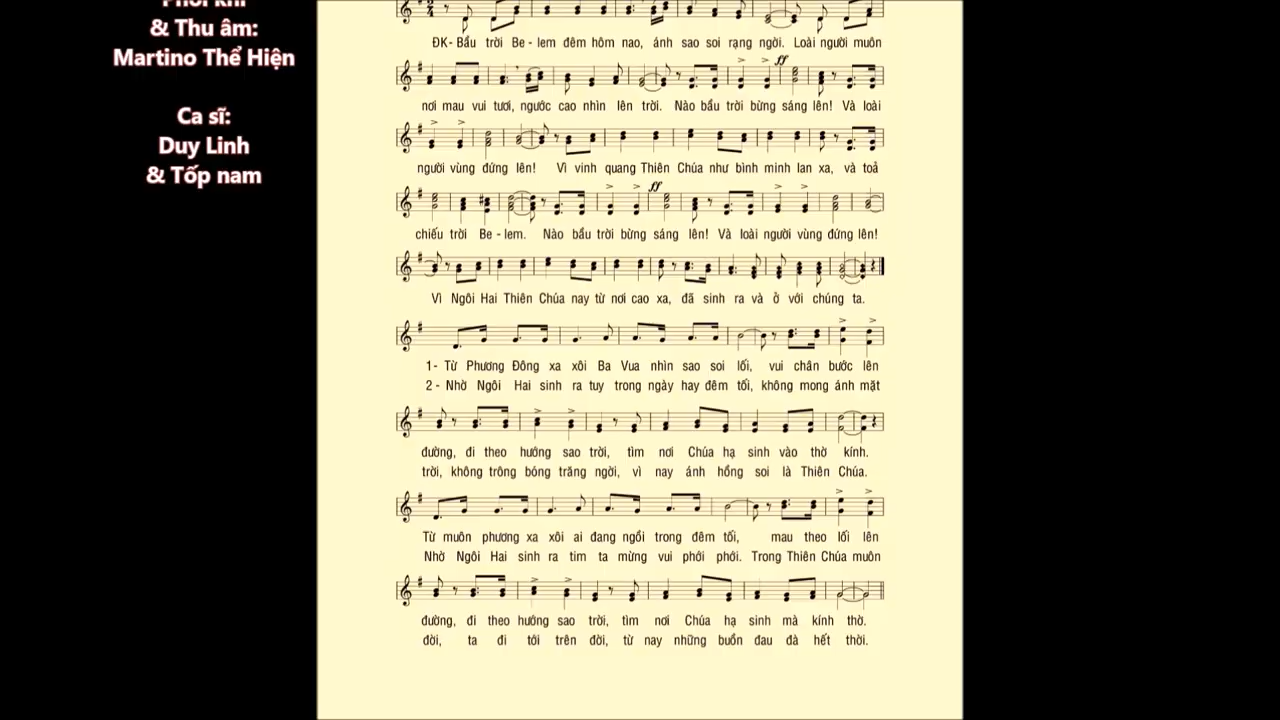 Phối khí
& Thu âm:
Martino Thể Hiện
Ca sĩ:
Duy Linh
& Tốp nam
ĐK- Bầu trời Be - lem đêm hôm nao, ánh sao soi rạng ngời. Loài người muôn
ff
nơi mau vui tươi, ngước cao nhìn lên trời. Nào bầu trời bừng sáng lên! Và loài
người vùng đứng lên! Vì vinh quang Thiên Chúa như bình minh lan xa, và toả
ff
chiếu trời Be - lem. Nào bầu trời bừng sáng lên! Và loài người vùng đứng lên!
Vì Ngôi Hai Thiên Chúa nay từ nơi cao xa, đã sinh ra và ở với chúng ta.
1- Từ Phương Đông xa xôi Ba Vua nhìn sao soi lối, vui chân bước lên
2 - Nhờ Ngôi Hai sinh ra tuy trong ngày hay đêm tối, không mong ánh mặt
đường, đi theo hướng sao trời, tìm nơi Chúa hạ sinh vào thờ kính.
trời, không trông bóng trăng ngời, vì nay ánh hồng soi là Thiên Chúa.
Từ muôn phương xa xôi ai đang ngồi trong đêm tối, mau theo lối lên
Nhờ Ngôi Hai sinh ra tim ta mừng vui phới phới. Trong Thiên Chúa muôn
đường, đi theo hướng sao trời, tìm nơi Chúa hạ sinh mà kính thờ.
đời, ta đi tới trên đời, từ nay những buồn đau đà hết thời.